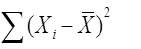 ∑(Xᵢ − X̄)²